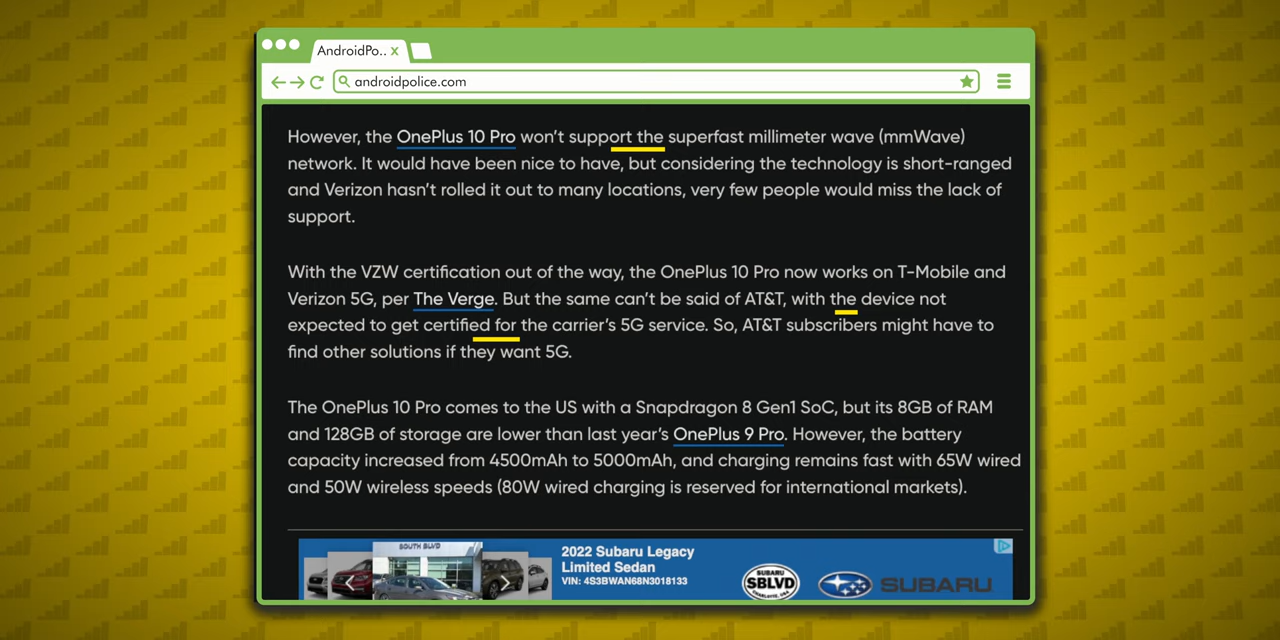 AndroidPo.. x
androidpolice.com
However, the OnePlus 10 Pro won't support the superfast millimeter wave (mmWave)
network. It would have been nice to have, but considering the technology is short-ranged
and Verizon hasn't rolled it out to many locations, very few people would miss the lack of
support.
With the VZW certification out of the way, the OnePlus 10 Pro now works on T-Mobile and
Verizon 5G, per The Verge. But the same can't be said of AT&T, with the device not
expected to get certified for the carrier's 5G service. So, AT&T subscribers might have to
find other solutions if they want 5G.
The OnePlus 10 Pro comes to the US with a Snapdragon 8 Gen1 SoC, but its 8GB of RAM
and 128GB of storage are lower than last year's OnePlus 9 Pro. However, the battery
capacity increased from 4500mAh to 5000mAh, and charging remains fast with 65W wired
and 50W wireless speeds (80W wired charging is reserved for international markets).
SOUTH BLVD
2022 Subaru Legacy
Limited Sedan
VIN: 4S3BWAN68N3018133
SUBARU
SBLVD
CHARLOTTE, USA
SUBARU